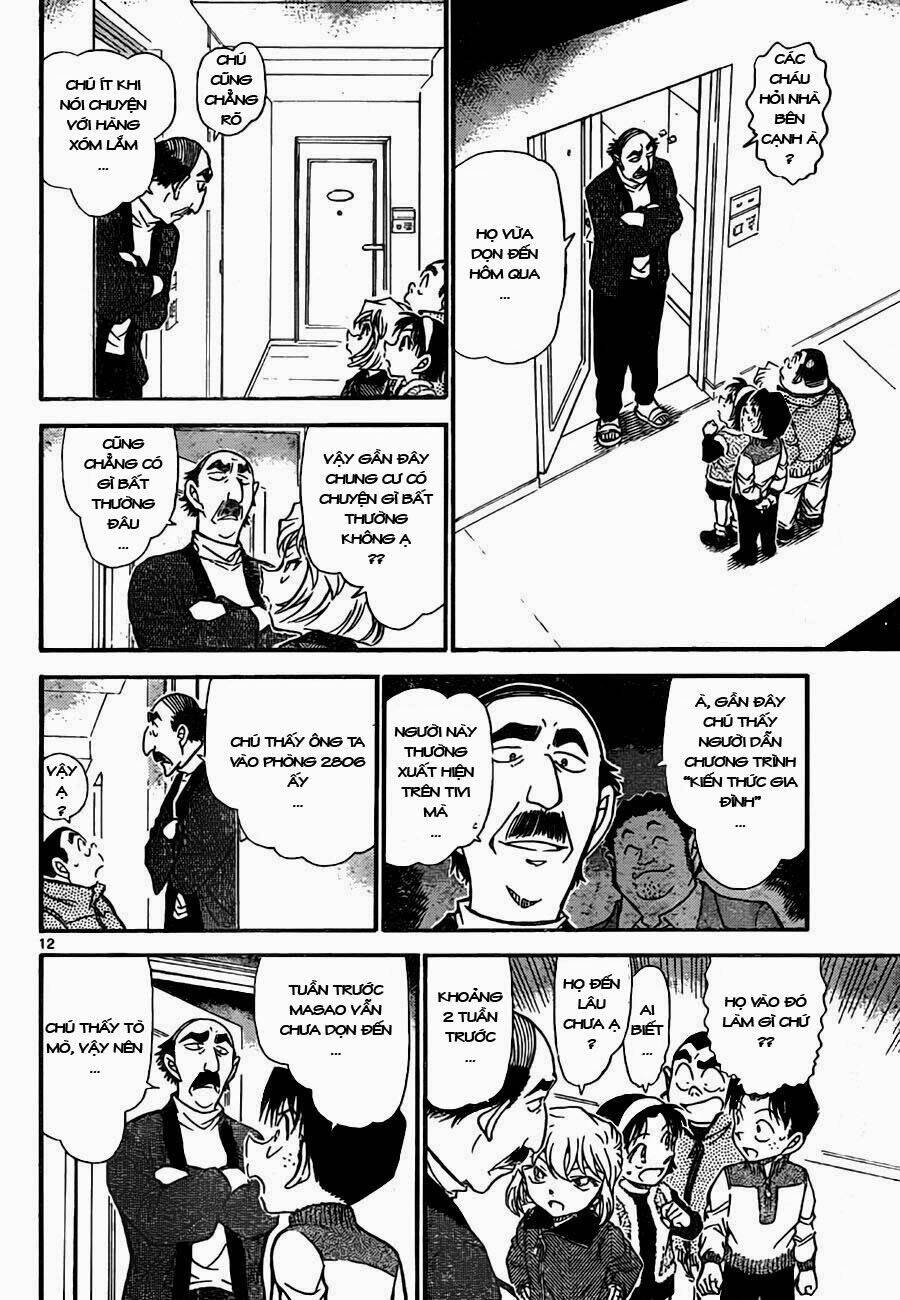 CÁC
CHÁU
HỎI NHÀ
BÊN
CẠNH À
?
HỌ VỪA
DỌN ĐẾN
HÔM QUA
...
CHÚ
CŨNG
CHẲNG
RÕ
CHÚ ÍT KHI
NÓI CHUYỆN
VỚI HÀNG
XÓM LẮM
...
VẬY GẦN ĐÂY
CHUNG CƯ CÓ
CHUYỆN GÌ BẤT
THƯỜNG
KHÔNG Ạ
??
CŨNG
CHẲNG CÓ
GÌ BẤT
THƯỜNG
ĐÂU
...
À, GẦN ĐÂY
CHÚ THẤY
NGƯỜI DẪN
CHƯƠNG TRÌNH
"KIẾN THỨC GIA
ĐÌNH"
...
NGƯỜI NÀY
THƯỜNG
XUẤT HIỆN
TRÊN TIVI
MÀ
...
CHÚ THẤY ÔNG TA
VÀO PHÒNG 2806
ẤY
...
VẬY
Ạ
?
12
HỌ VÀO ĐÓ
LÀM GÌ CHỨ
??
AI
BIẾT
...
HỌ ĐẾN
LÂU
CHƯA Ạ
?
KHOẢNG
2 TUẦN
TRƯỚC
...
TUẦN TRƯỚC
MASAO VẪN
CHƯA DỌN ĐẾN
...
CHÚ THẤY TÒ
MÒ, VẬY NÊN
...